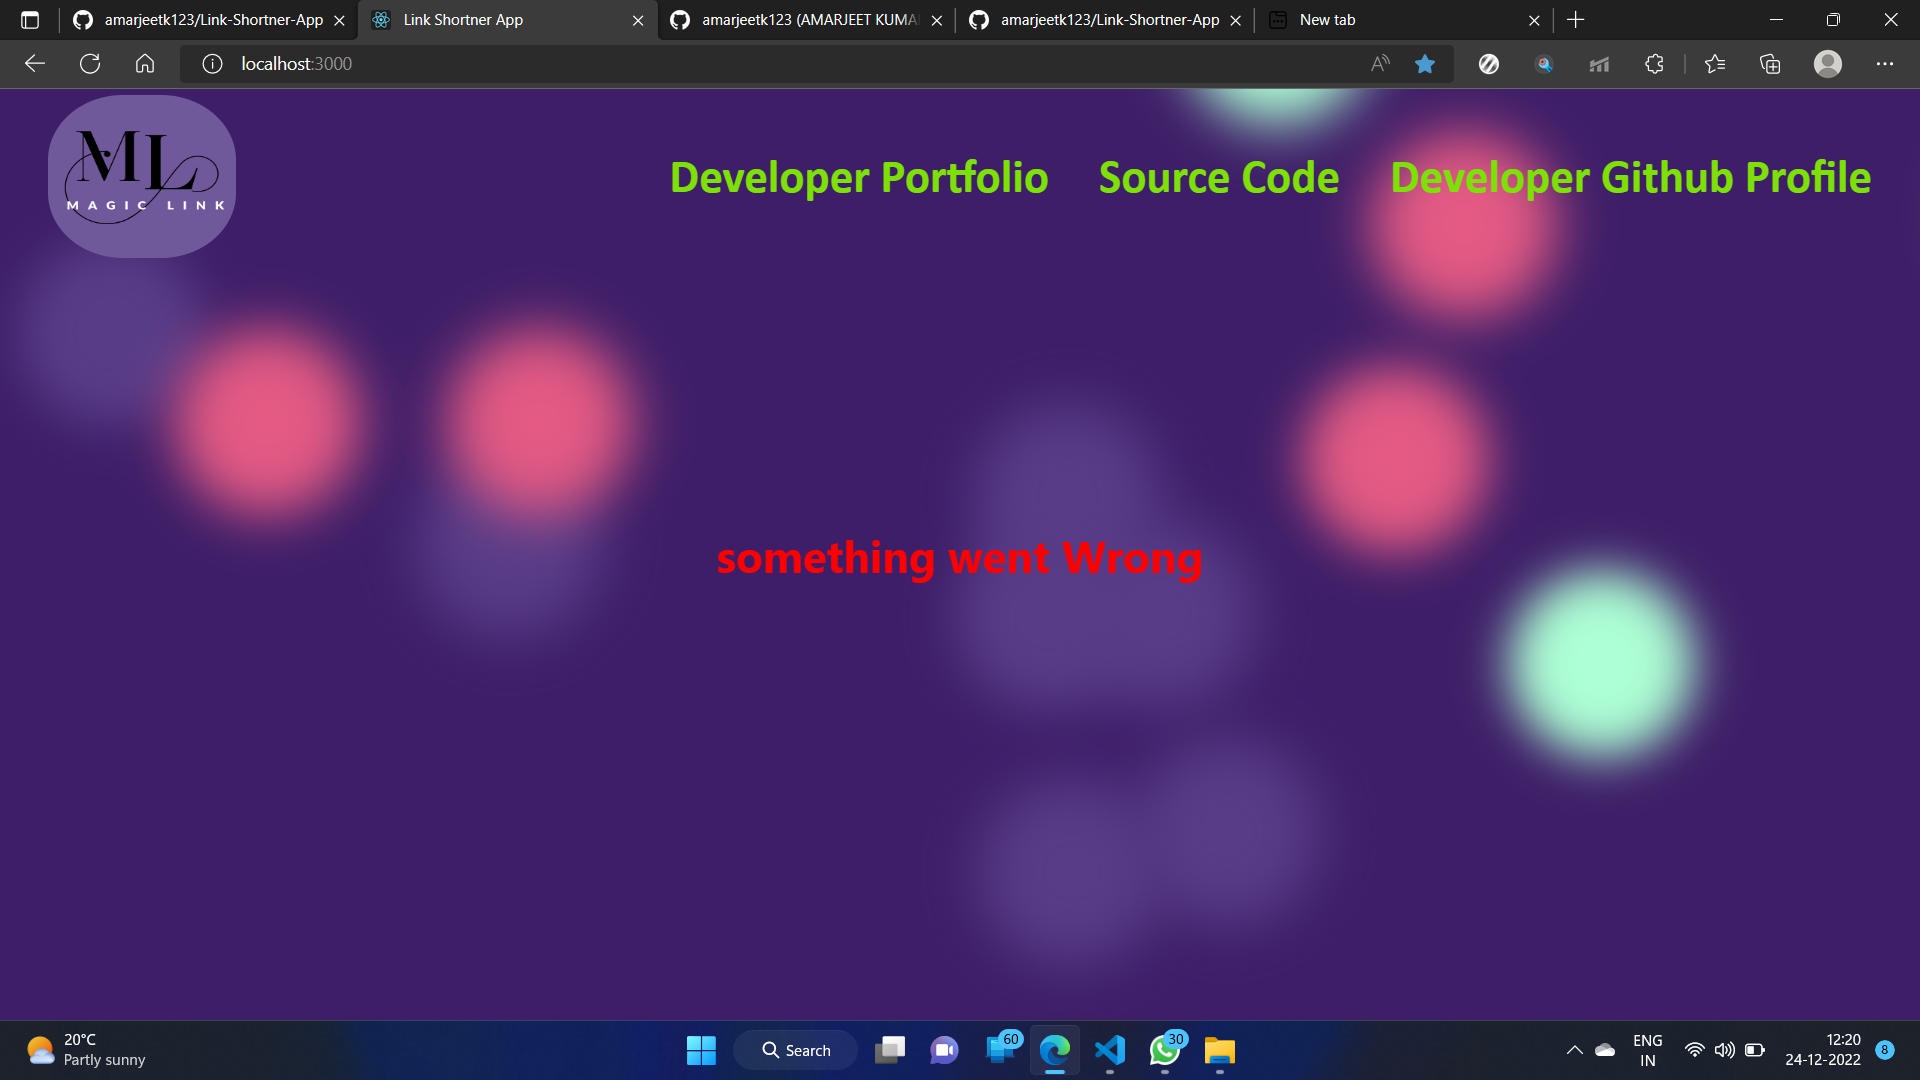 amarjeetk123/Link-Shortner-App
Link Shortner App
amarjeetk123 (AMARJEET KUMA
amarjeetk123/Link-Shortner-App
New tab
localhost:3000
ML
MAGIC LINK
Developer Portfolio
Source Code
Developer Github Profile
something went Wrong
20°C
Partly sunny
Search
60
30
ENG
IN
12:20
24-12-2022
8